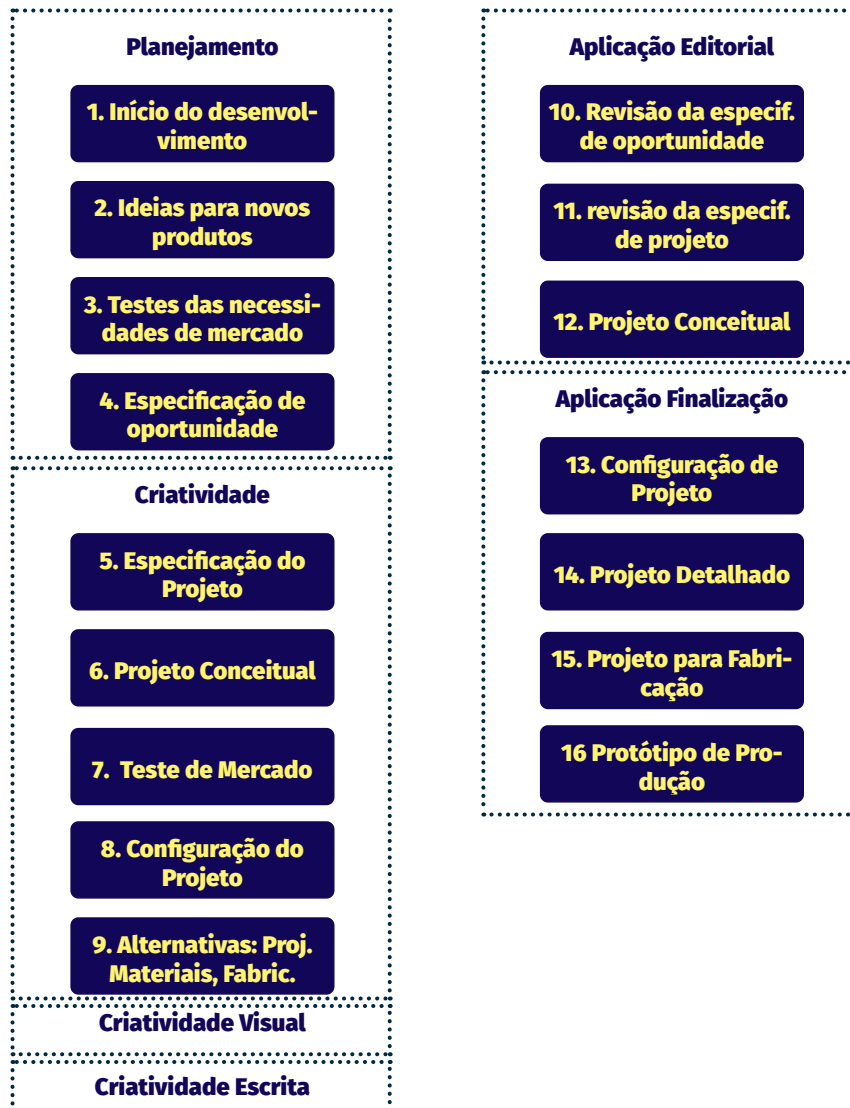 Planejamento
1. Início do desenvol-
vimento
2. Ideias para novos
produtos
3. Testes das necessi-
dades de mercado
4. Especificação de
oportunidade
Criatividade
5. Especificação do
Projeto
6. Projeto Conceitual
7. Teste de Mercado
8. Configuração do
Projeto
9. Alternativas: Proj.
Materiais, Fabric.
Criatividade Visual
Criatividade Escrita
Aplicação Editorial
10. Revisão da especif.
de oportunidade
11. revisão da especif.
de projeto
12. Projeto Conceitual
Aplicação Finalização
13. Configuração de
Projeto
14. Projeto Detalhado
15. Projeto para Fabri-
cação
16 Protótipo de Pro-
dução